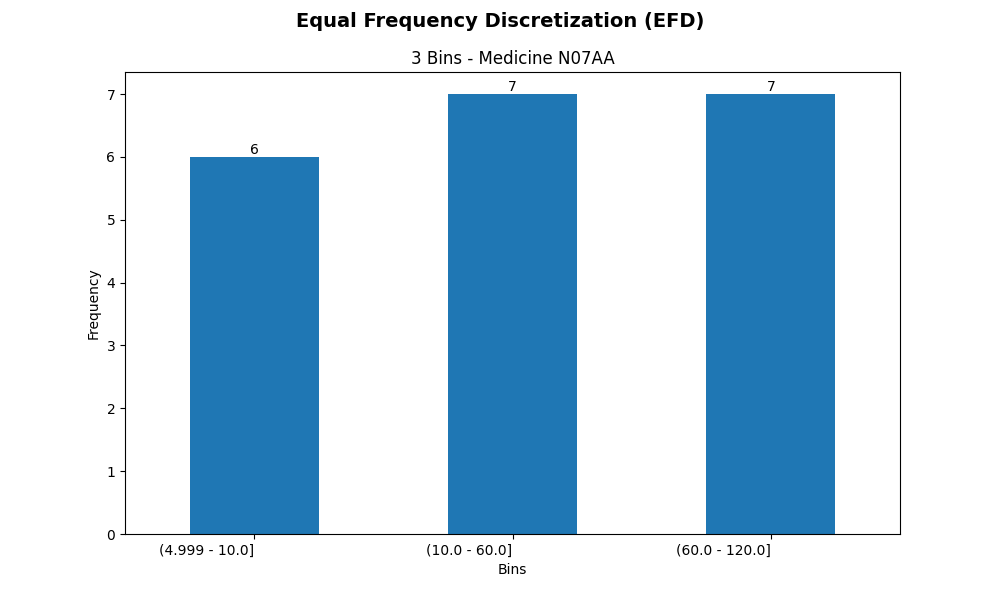 Equal Frequency Discretization (EFD)
3 Bins - Medicine N07AA
7
6
5
4
3
2
1
0
Frequency
6
7
7
(4.999 - 10.0]
(10.0 - 60.0]
(60.0 - 120.0]
Bins